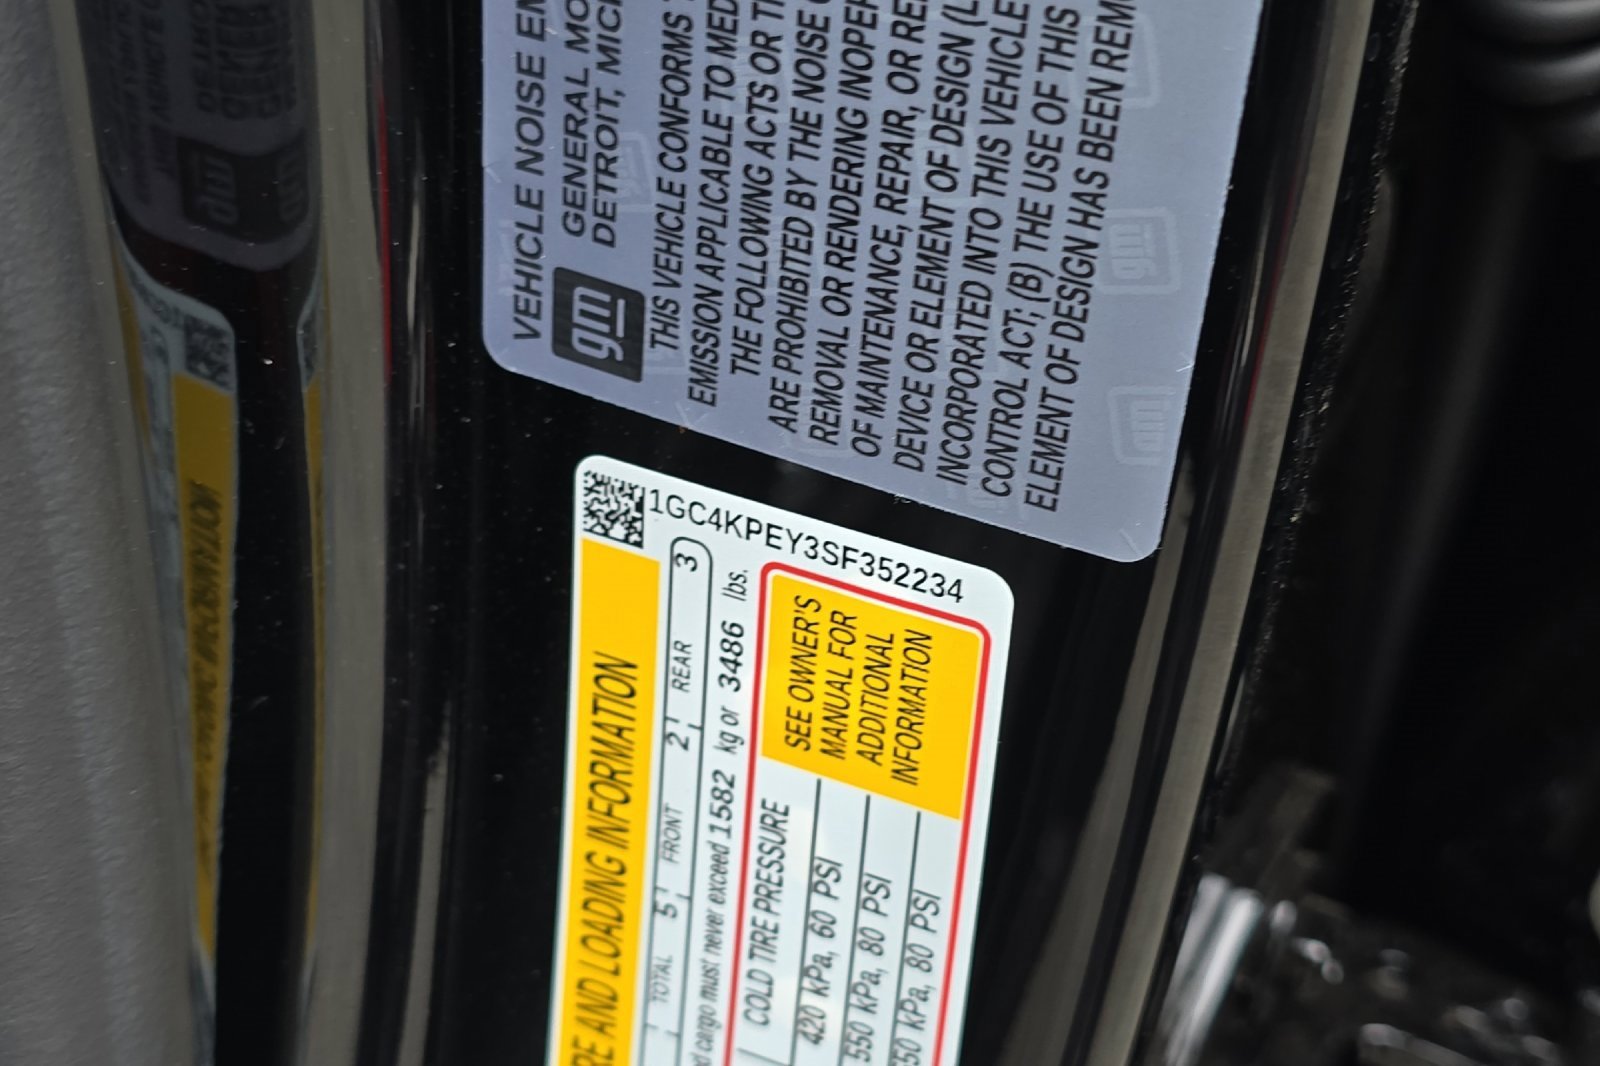 VEHICLE NOISE EM
GENERAL MO
DETROIT, MICH
gm
THIS VEHICLE CONFORMS T
EMISSION APPLICABLE TO MED
THE FOLLOWING ACTS OR TH
ARE PROHIBITED BY THE NOISE C
REMOVAL OR RENDERING INOPER
OF MAINTENANCE, REPAIR, OR REP
DEVICE OR ELEMENT OF DESIGN (L
INCORPORATED INTO THIS VEHICLE
CONTROL ACT; (B) THE USE OF THIS
ELEMENT OF DESIGN HAS BEEN REMO
1GC4KPEY3SF352234
RE AND LOADING INFORMATION
TOTAL 5 FRONT 2 REAR 3
d cargo must never exceed 1582 kg or 3486 lbs.
COLD TIRE PRESSURE
420 kPa, 60 PSI
550 kPa, 80 PSI
550 kPa, 80 PSI
SEE OWNER'S
MANUAL FOR
ADDITIONAL
INFORMATION